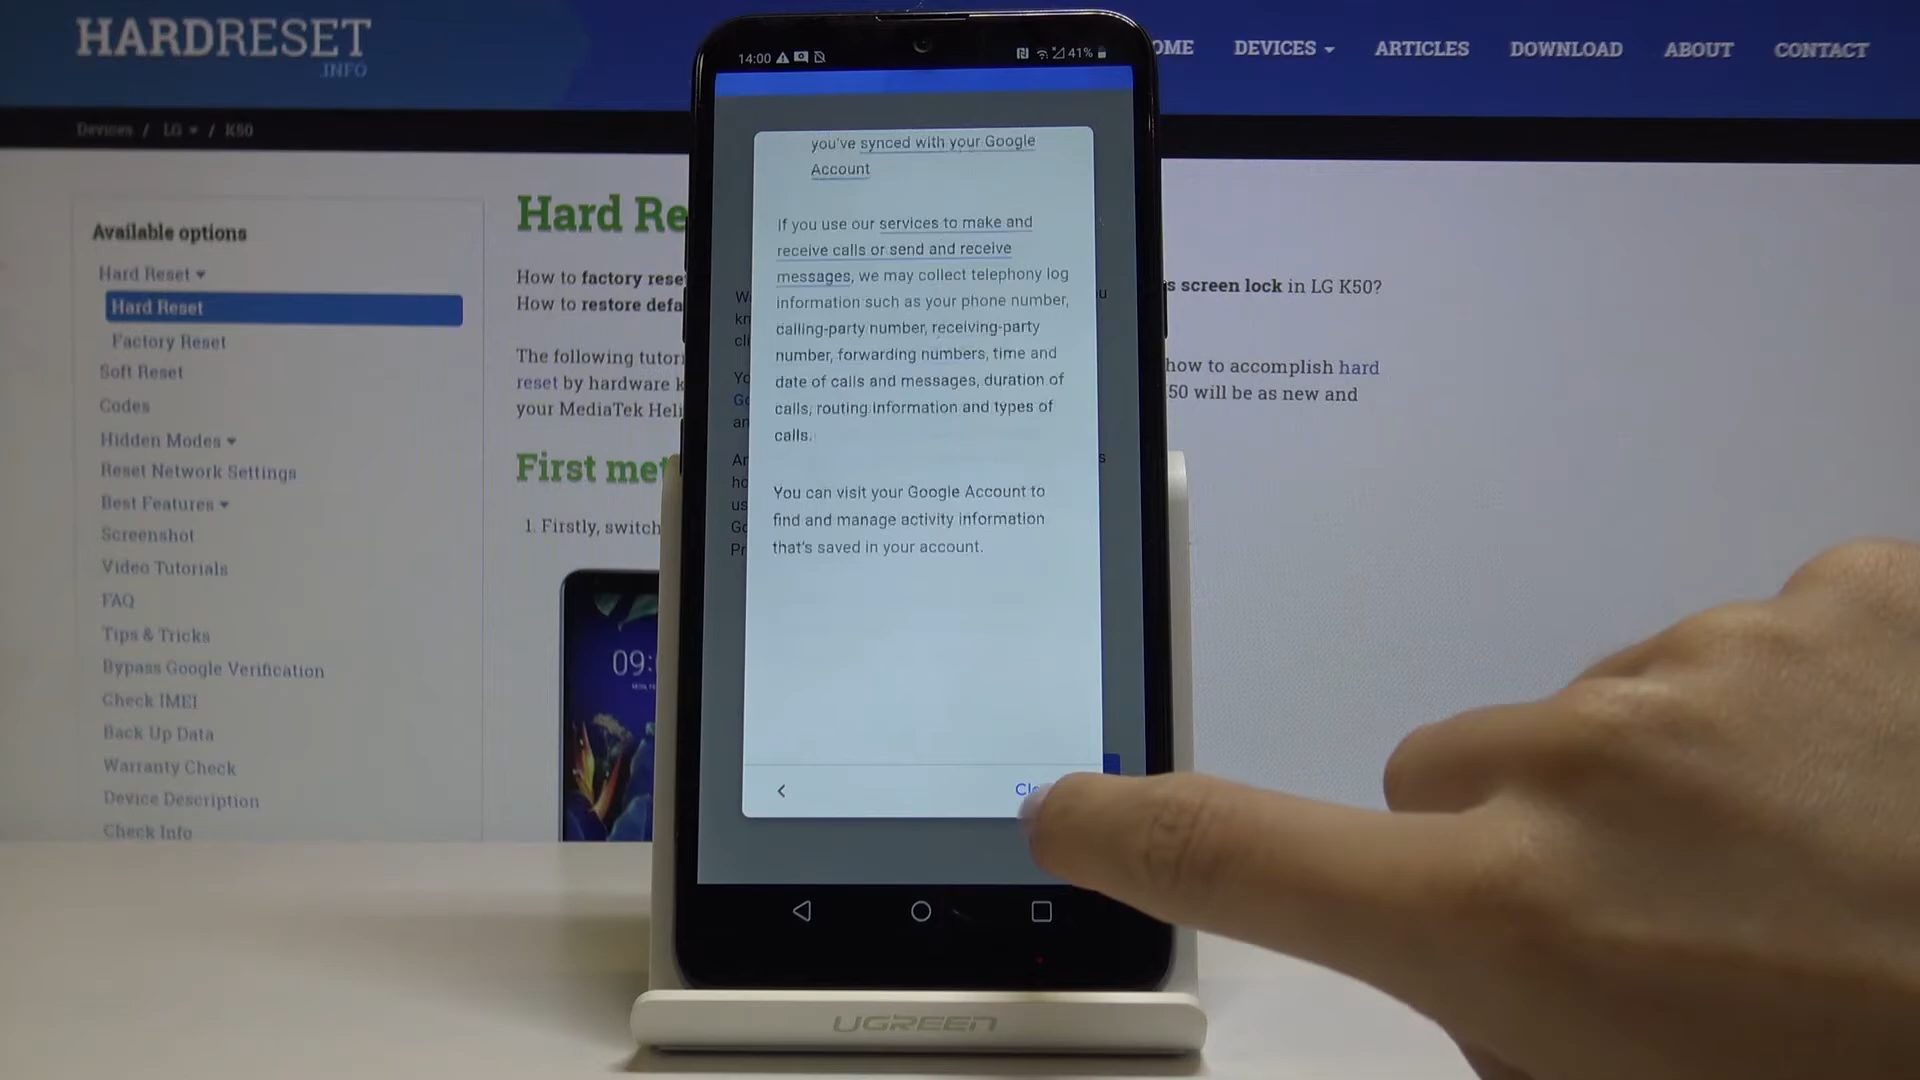 HARDRESET
.INFO
OME DEVICES ARTICLES DOWNLOAD ABOUT CONTACT
Devices / LG / K50
Available options
Hard Reset
Hard Reset
Factory Reset
Soft Reset
Codes
Hidden Modes
Reset Network Settings
Best Features
Screenshot
Video Tutorials
FAQ
Tips & Tricks
Bypass Google Verification
Check IMEI
Back Up Data
Warranty Check
Device Description
Check Info
Hard Re
How to factory rese
How to restore defa
s screen lock in LG K50?
The following tutor
how to accomplish hard
reset by hardware k
50 will be as new and
your MediaTek Heli
First met
1. Firstly, switch
09:
14:00 41%
you've synced with your Google
Account
If you use our services to make and
receive calls or send and receive
messages, we may collect telephony log
information such as your phone number,
calling-party number, receiving-party
number, forwarding numbers, time and
date of calls and messages, duration of
calls, routing information and types of
calls.
You can visit your Google Account to
find and manage activity information
that's saved in your account.
UGREEN